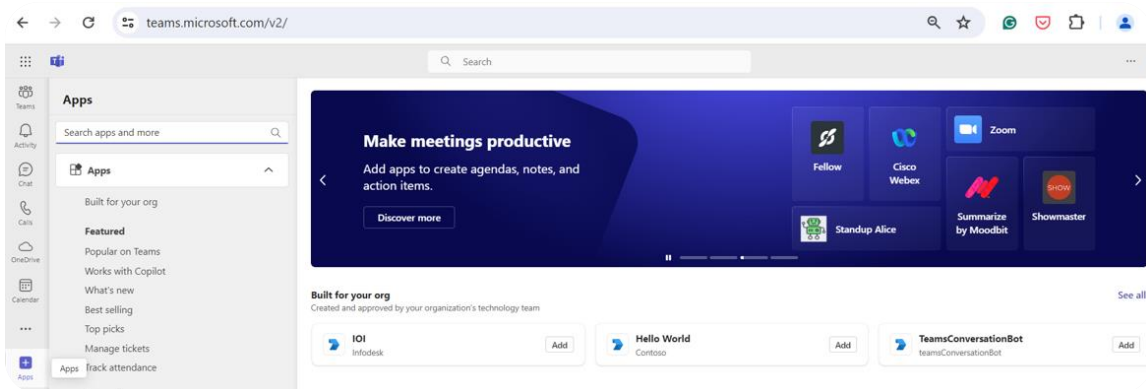 teams.microsoft.com/v2/
Search
Teams
Activity
Chat
Calls
OneDrive
Calendar
Apps
Apps
Search apps and more
Apps
Built for your org
Featured
Popular on Teams
Works with Copilot
What's new
Best selling
Top picks
Manage tickets
Track attendance
Apps
Make meetings productive
Add apps to create agendas, notes, and
action items.
Discover more
Fellow
Cisco
Webex
Zoom
Standup Alice
Summarize
by Moodbit
SHOW
Showmaster
Built for your org
See all
Created and approved by your organization's technology team
IOI
Infodesk
Add
Hello World
Contoso
Add
TeamsConversationBot
teamsConversationBot
Add